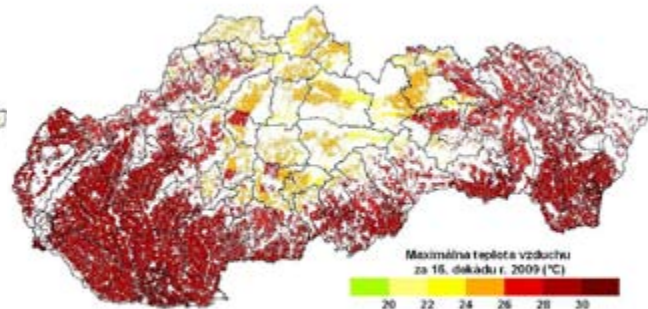 Maximálna teplota vzduchu
za 16. dekádu r. 2009 (°C)
20 22 24 26 28 30